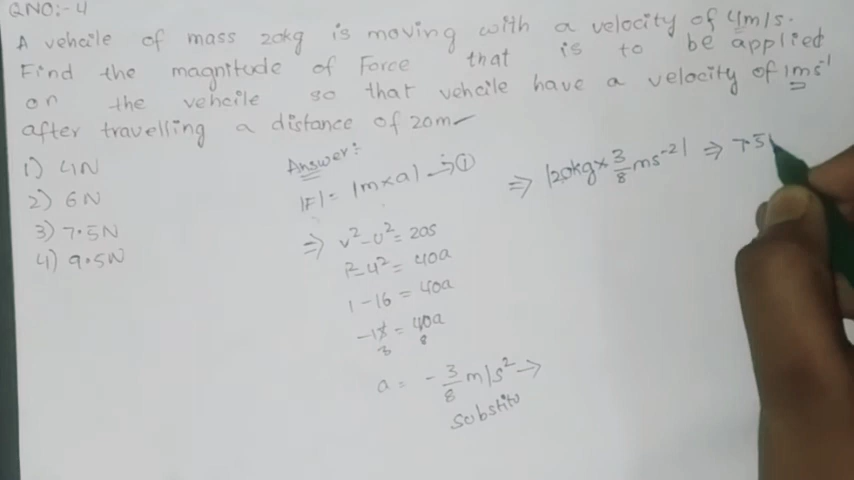 QNO:-4
A vehcile of mass 20kg is moving with a velocity of 4m/s.
Find the magnitude of Force that is to be applied
on the vehcile so that vehcile have a velocity of 1ms⁻¹
after travelling a distance of 20m
1) 4N
2) 6N
3) 7.5N
4) 9.5N
Answer:
|F| = |m×a| → ①
⇒ v²-u² = 2as
1²-4² = 40a
1-16 = 40a
-15 = 40a
3 8
a = -3/8 m/s² →
substitu
⇒ |20kg × 3/8 ms⁻²| ⇒ 7.5